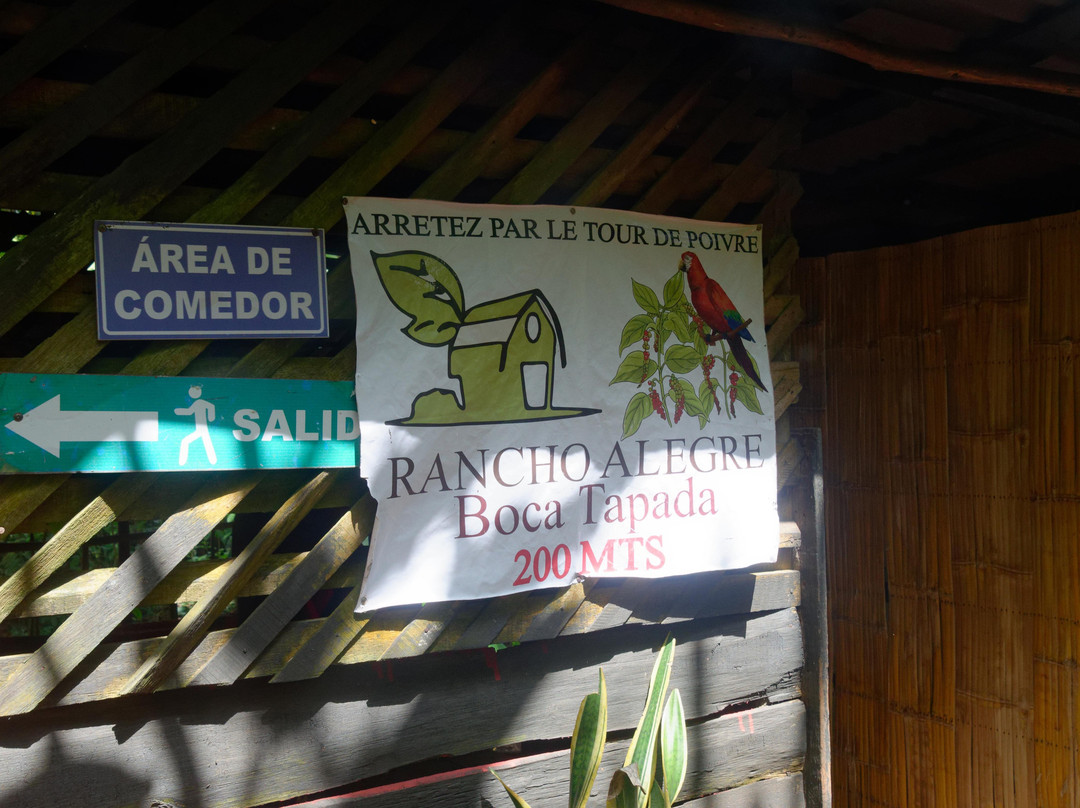 ÁREA DE
COMEDOR
SALID
ARRETEZ PAR LE TOUR DE POIVRE
RANCHO ALEGRE
Boca Tapada
200 MTS